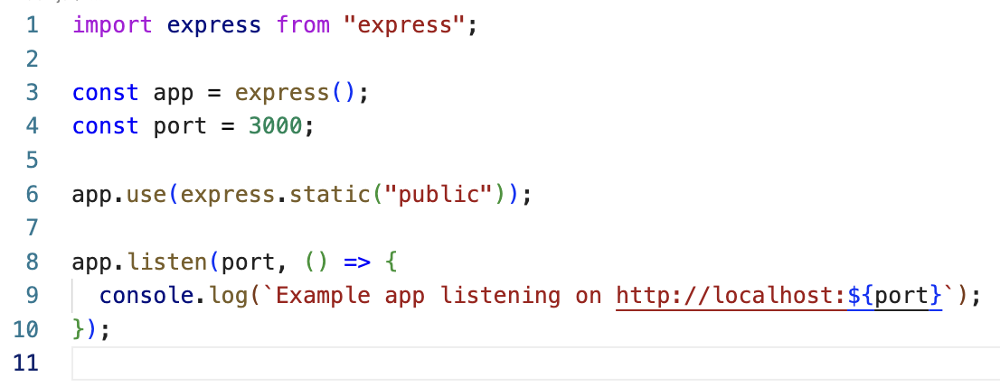 1 import express from "express";
2
3 const app = express();
4 const port = 3000;
5
6 app.use(express.static("public"));
7
8 app.listen(port, () => {
9   console.log(`Example app listening on http://localhost:${port}`);
10 });
11